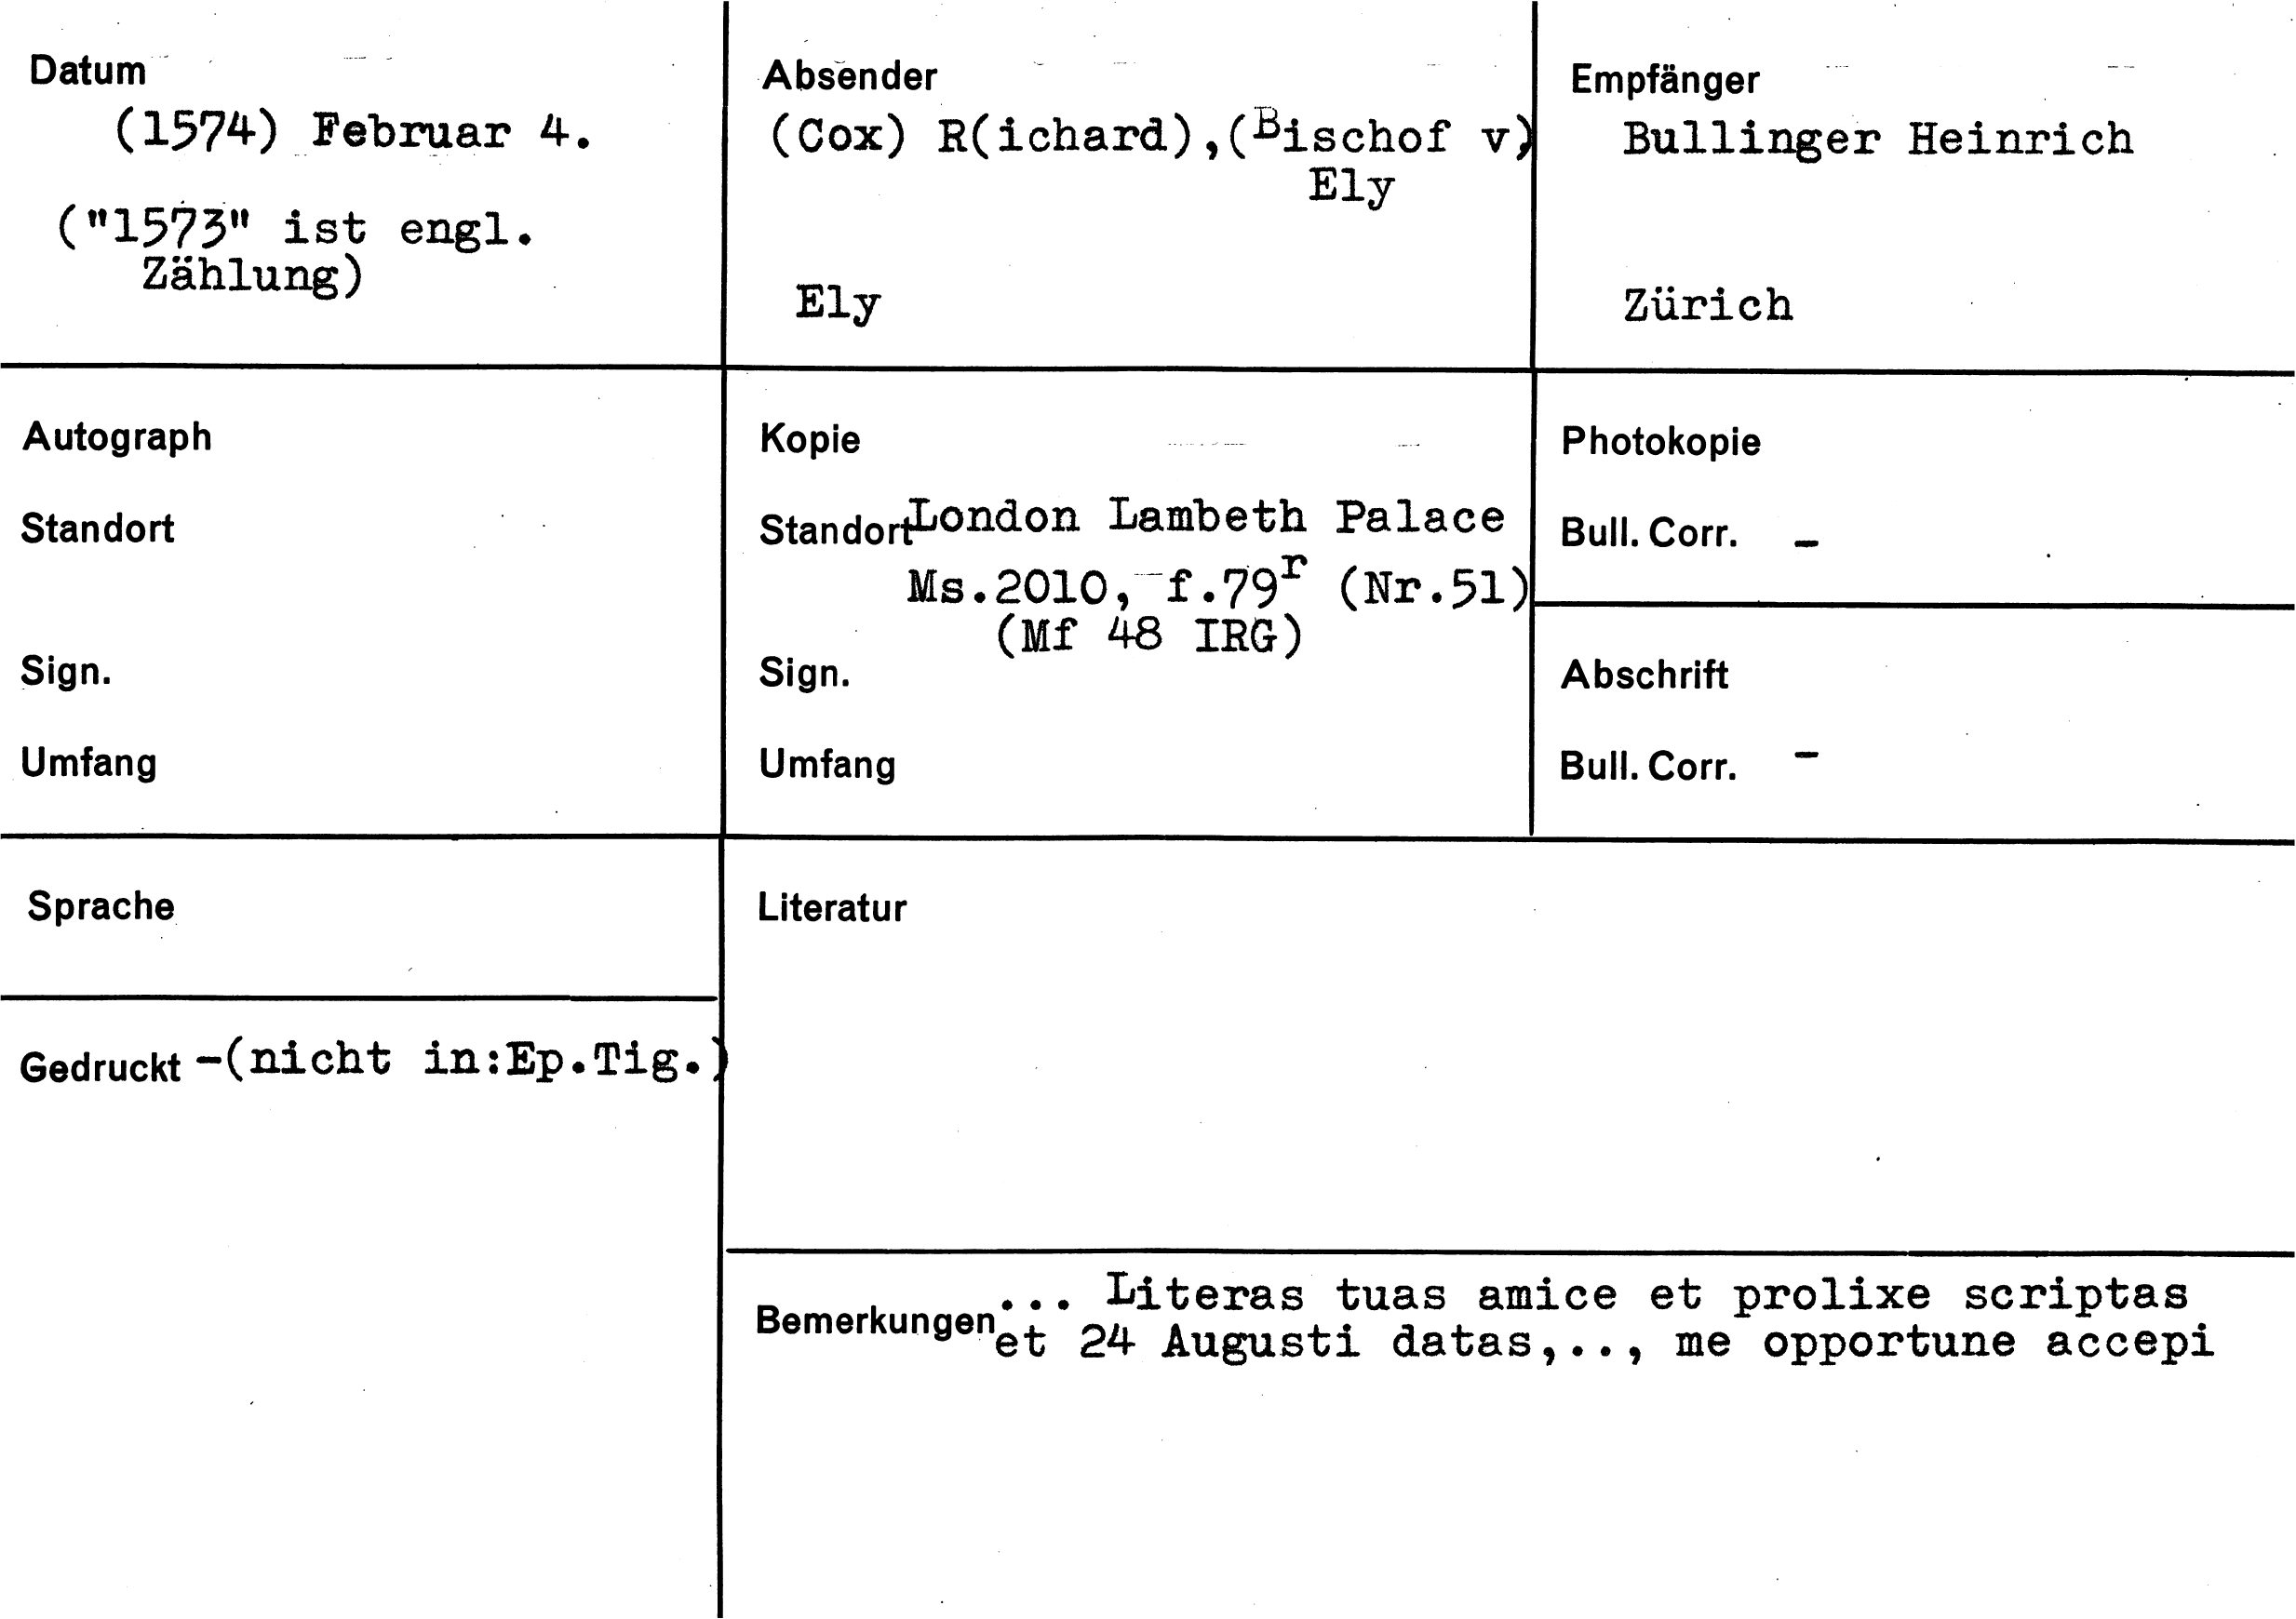 Datum
(1574) Februar 4.
("1573" ist engl.
Zählung)
Absender
(Cox) R(ichard),(Bischof v)
Ely
Ely
Empfänger
Bullinger Heinrich
Zürich
Autograph
Standort
Sign.
Umfang
Kopie
Standort London Lambeth Palace
Ms.2010, f.79r (Nr.51)
(Mf 48 IRG)
Sign.
Umfang
Photokopie
Bull. Corr. -
Abschrift
Bull. Corr. -
Sprache
Gedruckt -(nicht in:Ep.Tig.)
Literatur
Bemerkungen ... Literas tuas amice et prolixe scriptas
et 24 Augusti datas,.., me opportune accepi